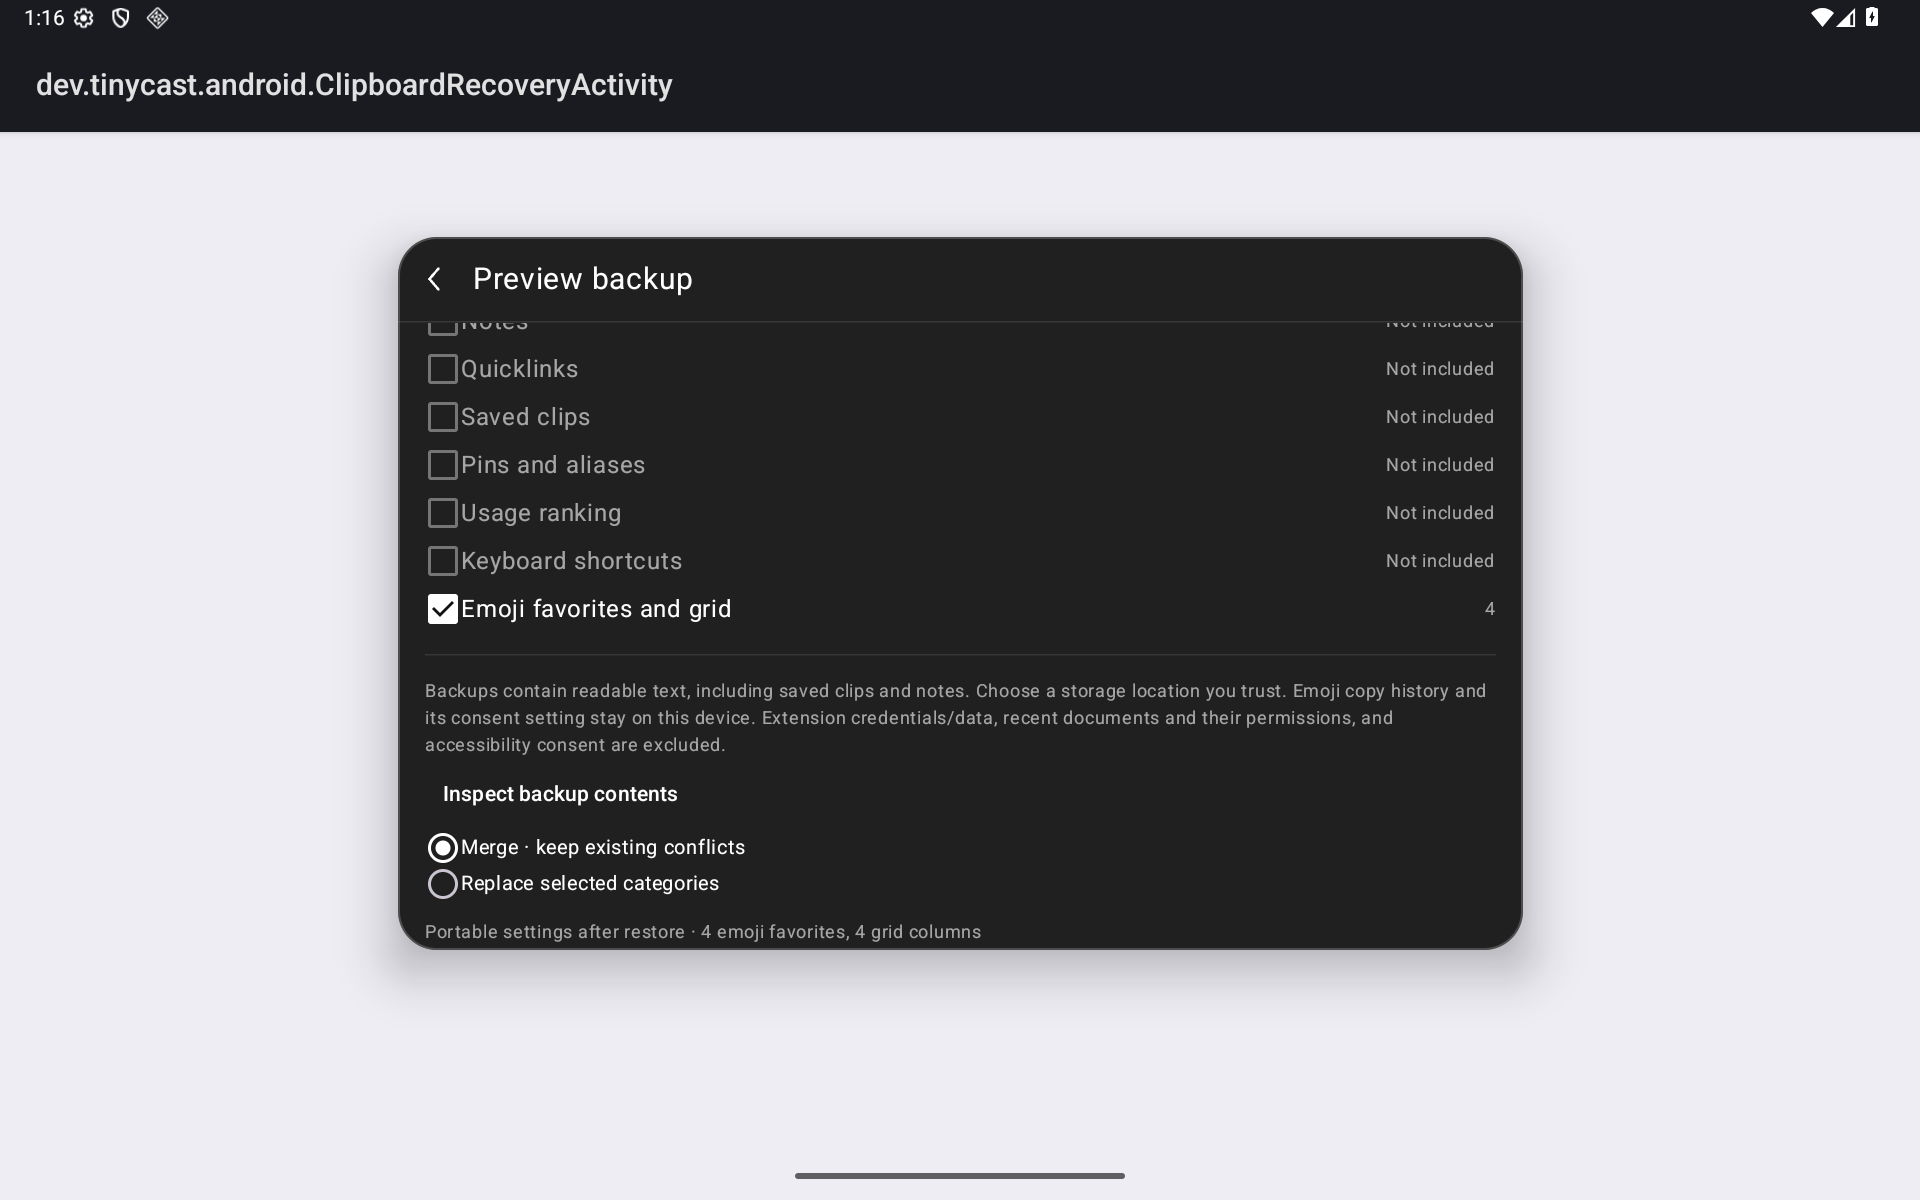 1:16
dev.tinycast.android.ClipboardRecoveryActivity
Preview backup
Notes Not included
Quicklinks Not included
Saved clips Not included
Pins and aliases Not included
Usage ranking Not included
Keyboard shortcuts Not included
Emoji favorites and grid 4
Backups contain readable text, including saved clips and notes. Choose a storage location you trust. Emoji copy history and
its consent setting stay on this device. Extension credentials/data, recent documents and their permissions, and
accessibility consent are excluded.
Inspect backup contents
Merge · keep existing conflicts
Replace selected categories
Portable settings after restore · 4 emoji favorites, 4 grid columns